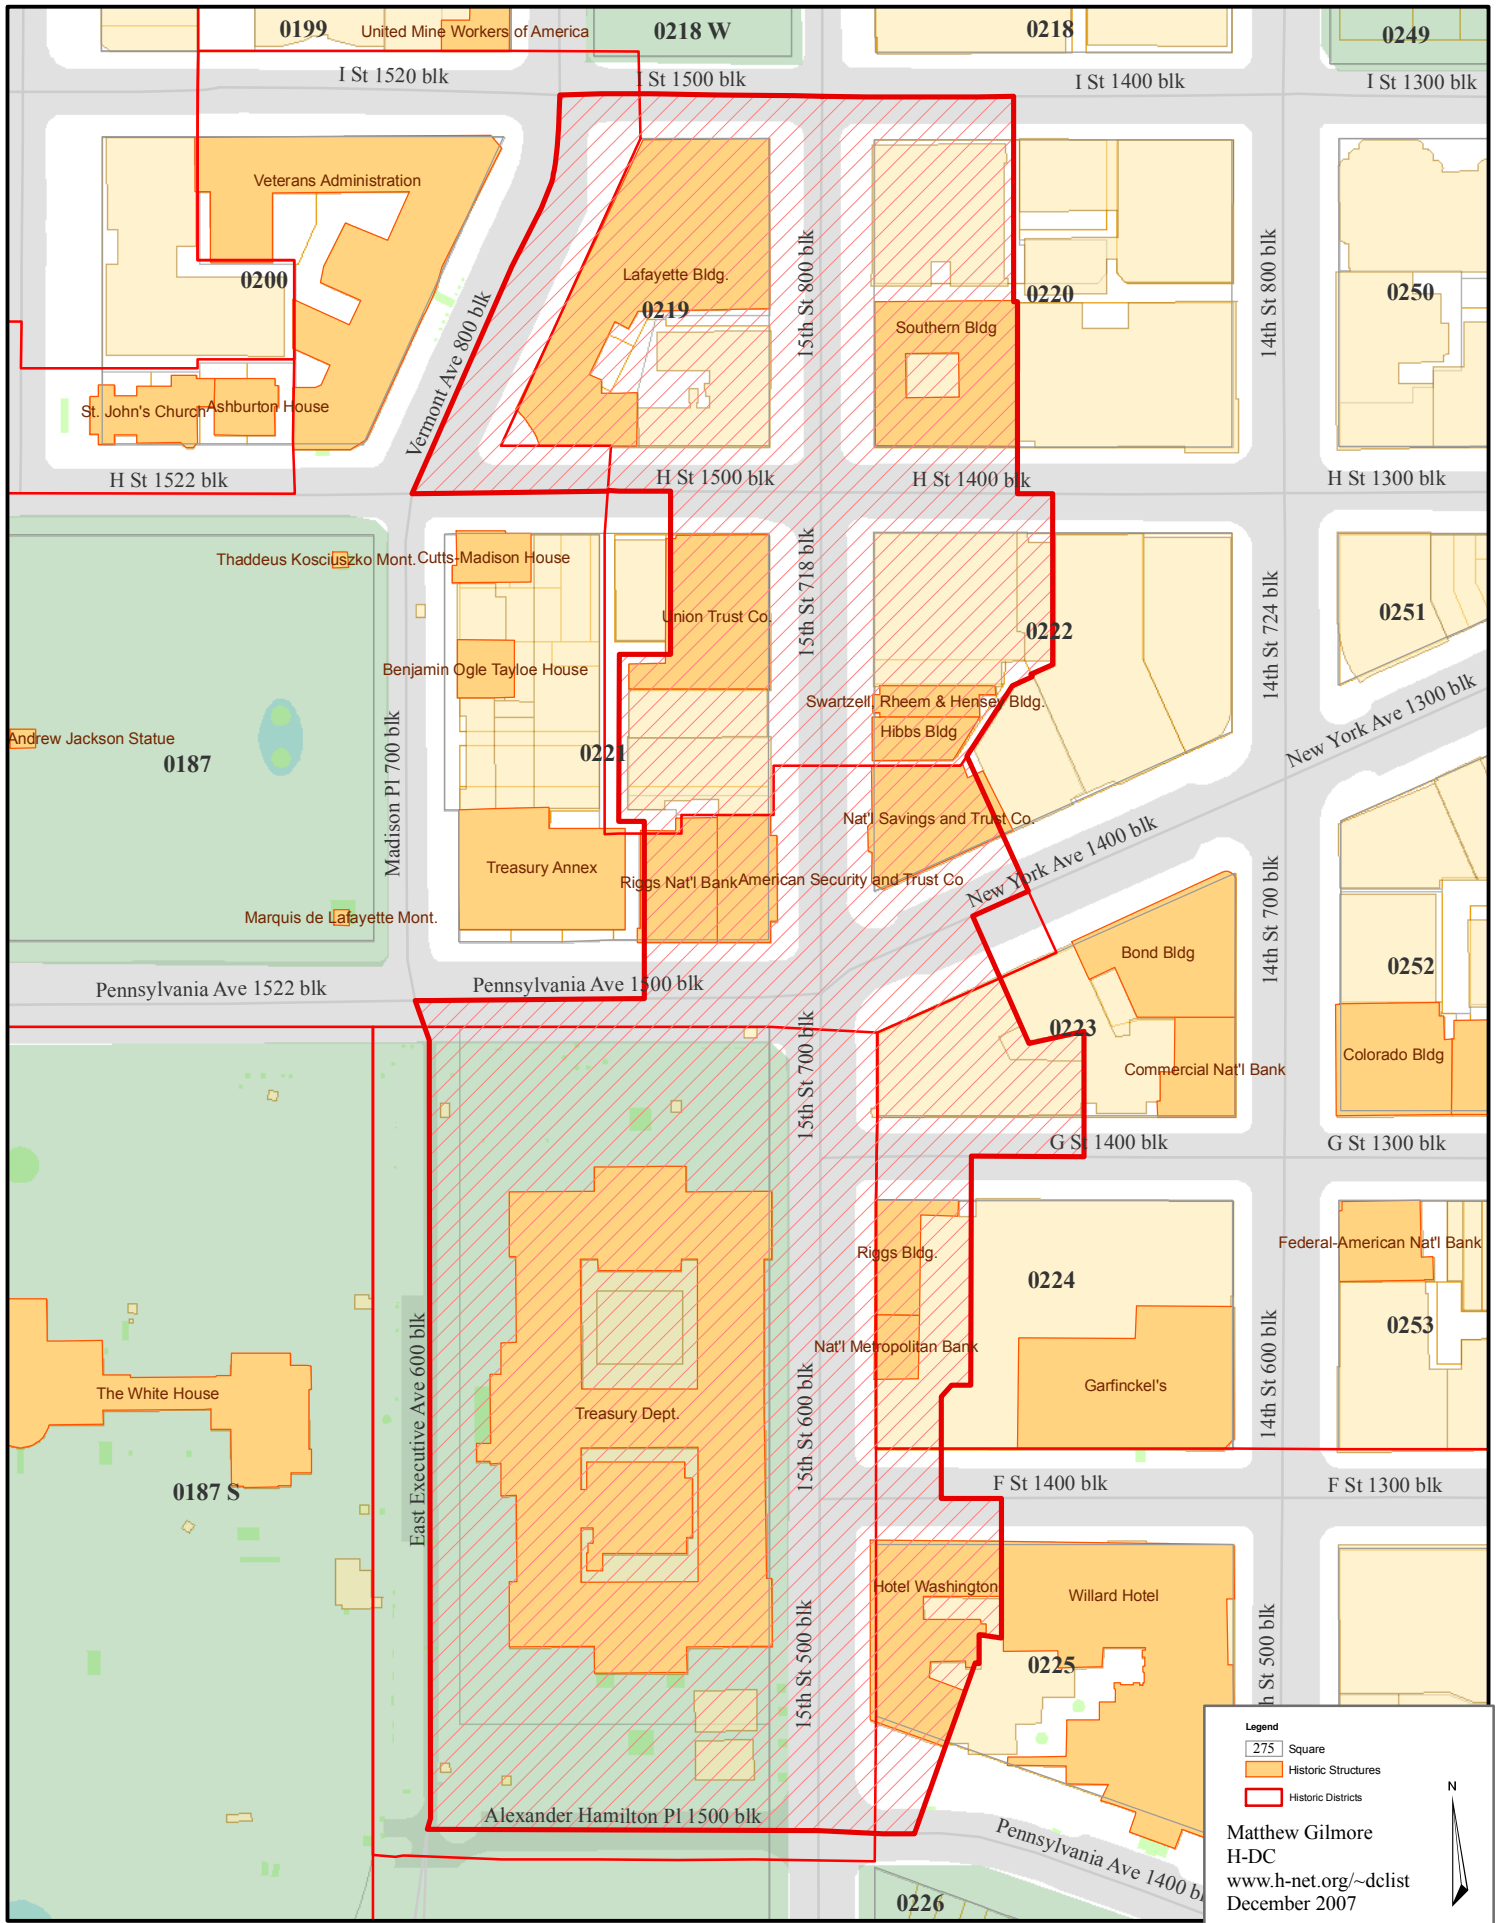 0199
United Mine Workers of America
0218 W
0218
0249
I St 1520 blk
I St 1500 blk
I St 1400 blk
I St 1300 blk
Veterans Administration
0200
Lafayette Bldg.
0219
15th St 800 blk
0220
14th St 800 blk
0250
Southern Bldg
Vermont Ave 800 blk
St. John's Church
Ashburton House
H St 1522 blk
H St 1500 blk
H St 1400 blk
H St 1300 blk
Thaddeus Kosciuszko Mont.
Cutts-Madison House
Union Trust Co.
15th St 718 blk
0222
14th St 724 blk
0251
Benjamin Ogle Tayloe House
Swartzell, Rheem & Hensey Bldg.
Hibbs Bldg
New York Ave 1300 blk
Andrew Jackson Statue
0187
Madison Pl 700 blk
0221
Nat'l Savings and Trust Co.
Treasury Annex
Riggs Nat'l Bank
American Security and Trust Co
New York Ave 1400 blk
Marquis de Lafayette Mont.
14th St 700 blk
Bond Bldg
0252
Pennsylvania Ave 1522 blk
Pennsylvania Ave 1500 blk
0223
15th St 700 blk
Commercial Nat'l Bank
Colorado Bldg
G St 1400 blk
G St 1300 blk
Riggs Bldg.
0224
Federal-American Nat'l Bank
0253
Nat'l Metropolitan Bank
Garfinckel's
14th St 600 blk
The White House
East Executive Ave 600 blk
Treasury Dept.
15th St 600 blk
0187 S
F St 1400 blk
F St 1300 blk
Hotel Washington
Willard Hotel
15th St 500 blk
0225
h St 500 blk
Alexander Hamilton Pl 1500 blk
Pennsylvania Ave 1400 bl
0226
Legend
275 Square
Historic Structures
Historic Districts
N
Matthew Gilmore
H-DC
www.h-net.org/~dclist
December 2007